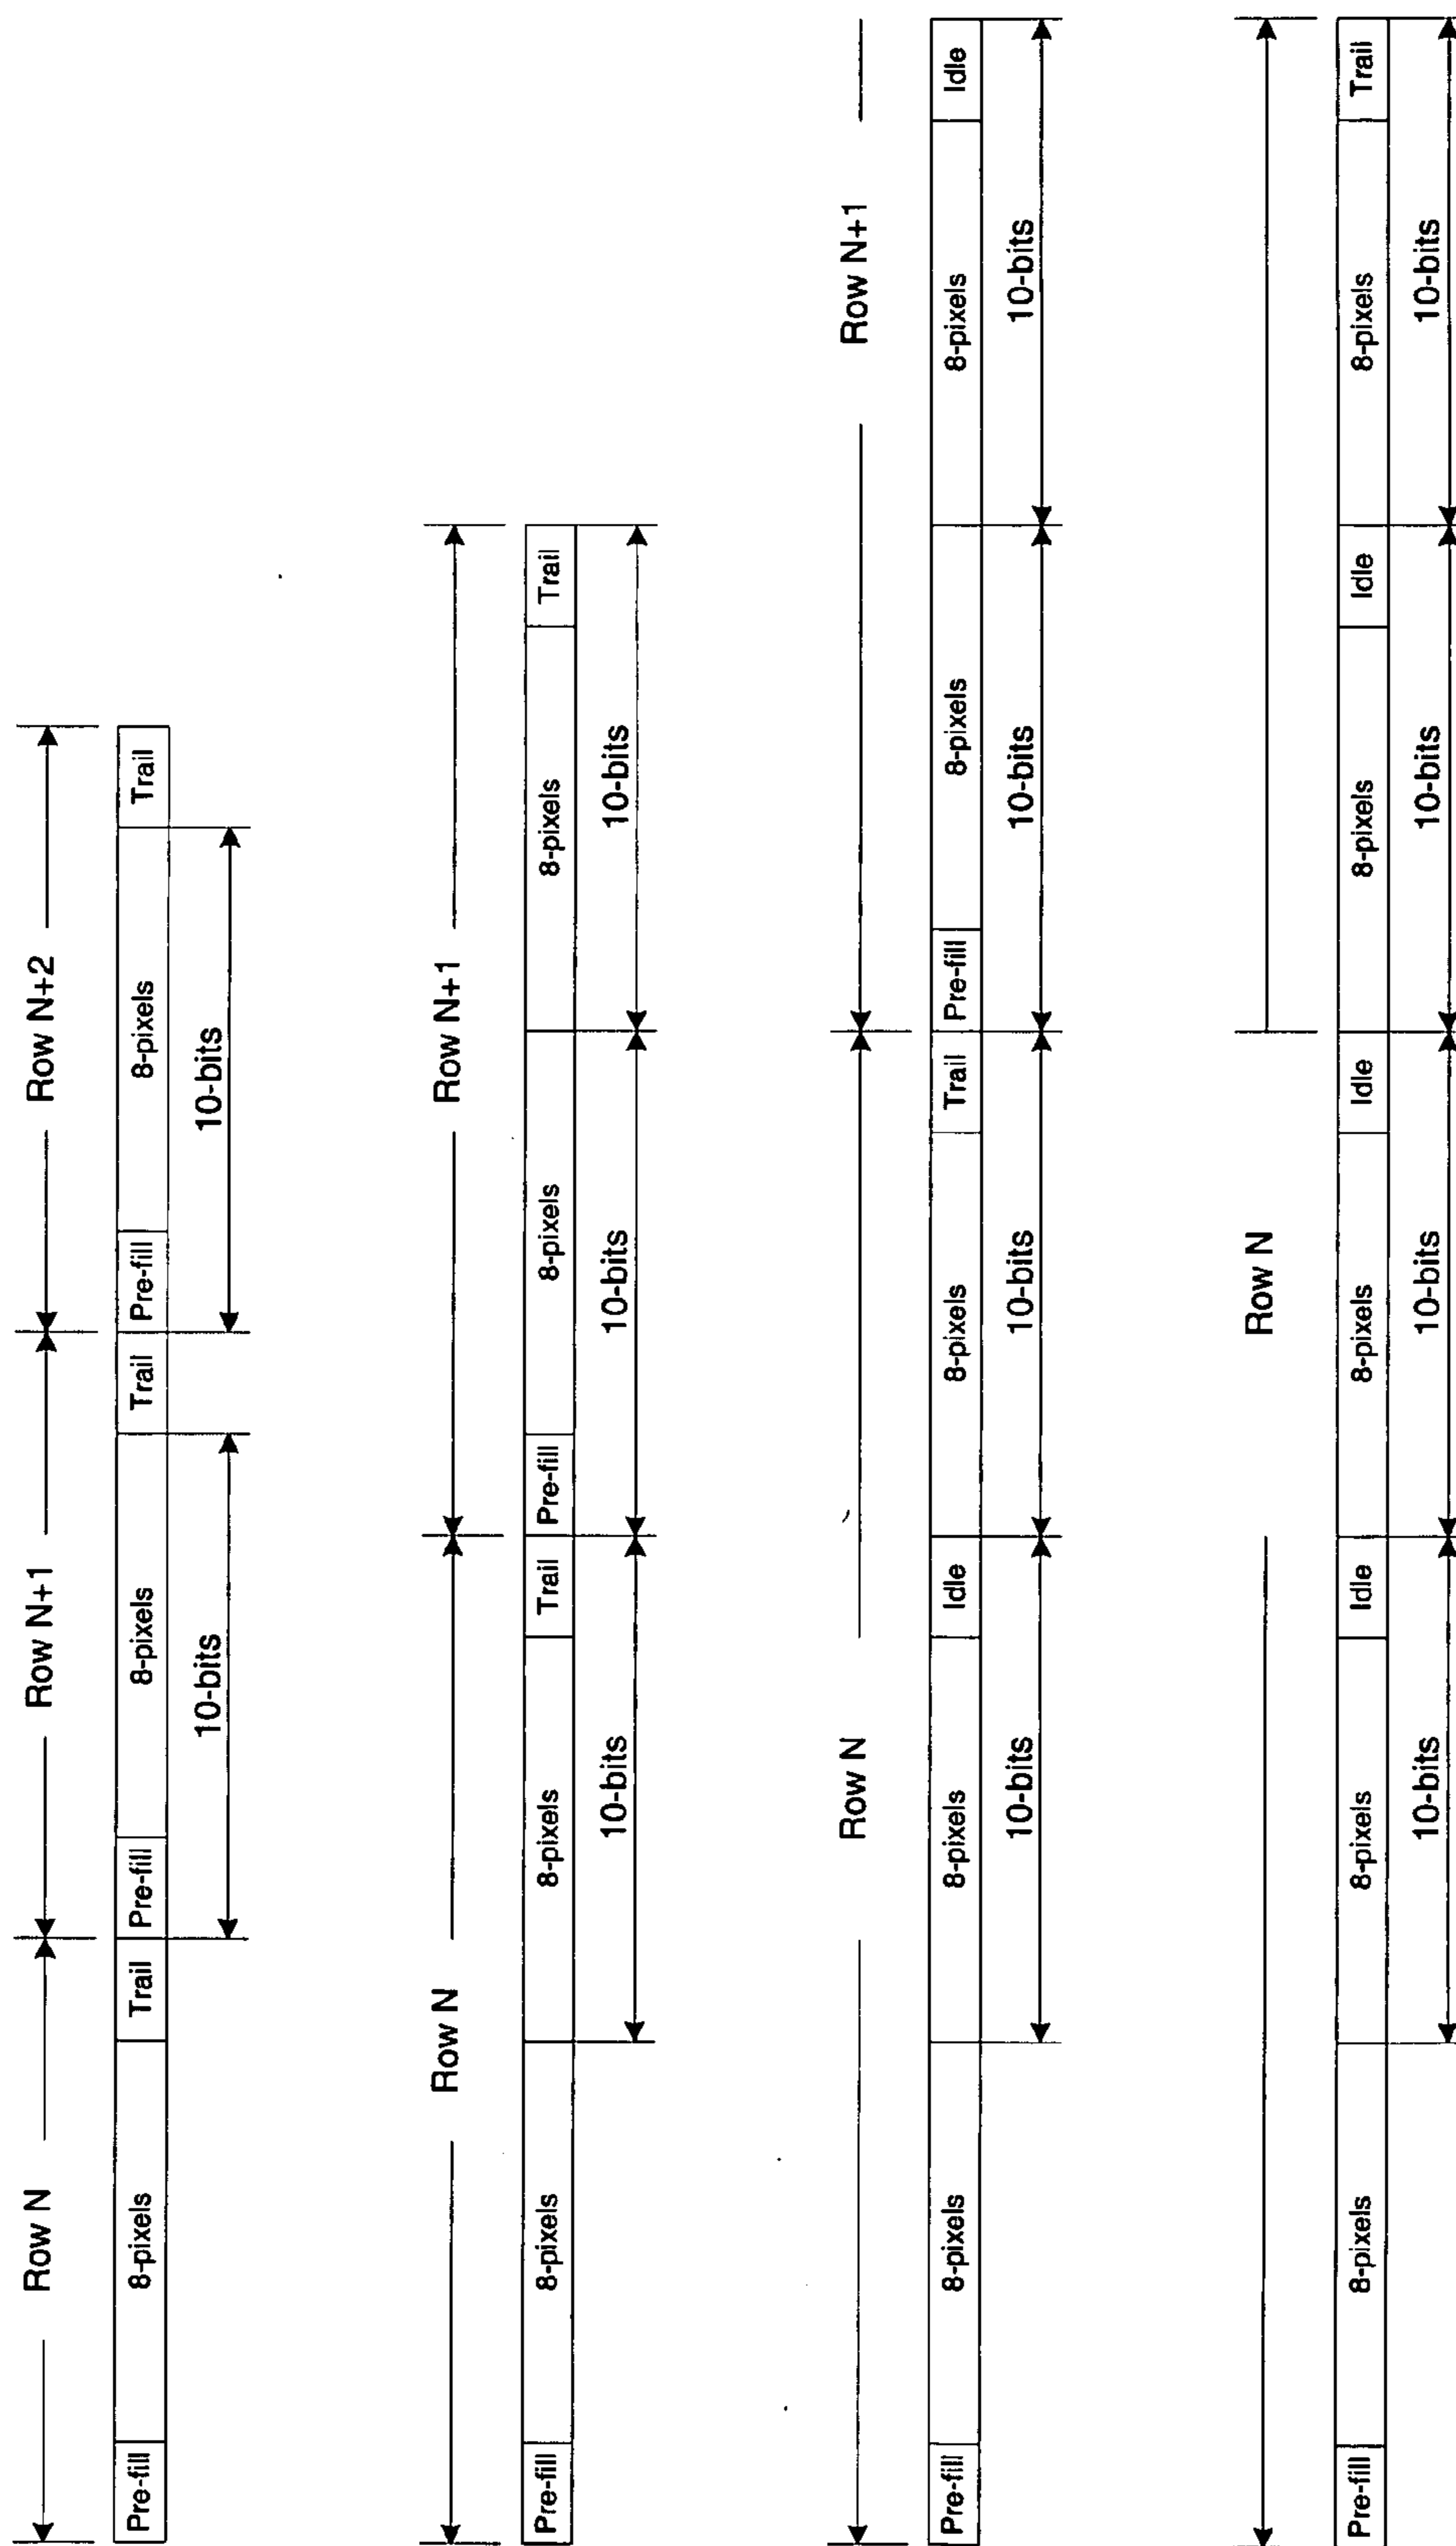 Row N Row N+1 Row N+2
Pre-fill 8-pixels Trail Pre-fill 8-pixels Trail Pre-fill 8-pixels Trail
10-bits 10-bits
Row N Row N+1
Pre-fill 8-pixels 8-pixels Trail Pre-fill 8-pixels 8-pixels Trail
10-bits 10-bits 10-bits
Row N Row N+1
Pre-fill 8-pixels 8-pixels Idle 8-pixels Trail Pre-fill 8-pixels 8-pixels Idle
10-bits 10-bits 10-bits 10-bits
Row N
Pre-fill 8-pixels 8-pixels Idle 8-pixels Idle 8-pixels Idle 8-pixels Trail
10-bits 10-bits 10-bits 10-bits